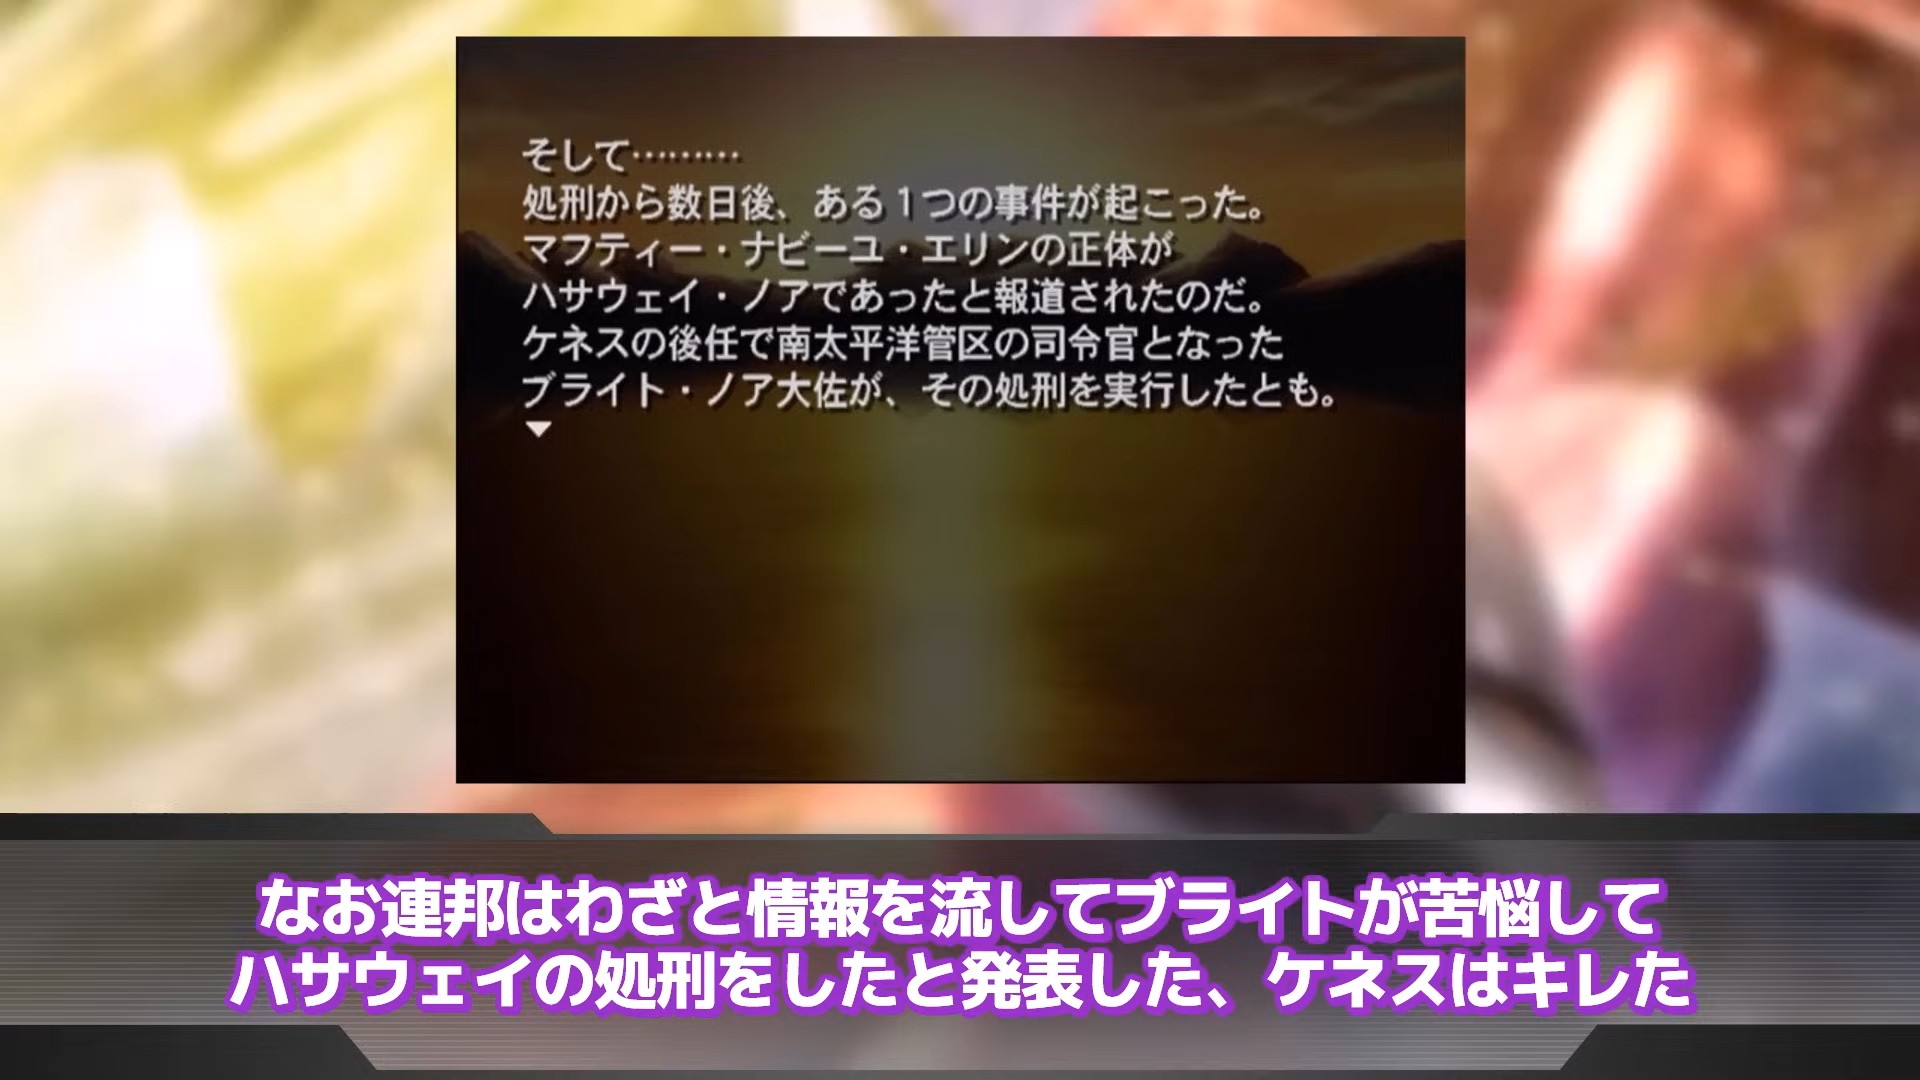 そして………
処刑から数日後、ある１つの事件が起こった。
マフティー・ナビーユ・エリンの正体が
ハサウェイ・ノアであったと報道されたのだ。
ケネスの後任で南太平洋管区の司令官となった
ブライト・ノア大佐が、その処刑を実行したとも。
なお連邦はわざと情報を流してブライトが苦悩して
ハサウェイの処刑をしたと発表した、ケネスはキレた